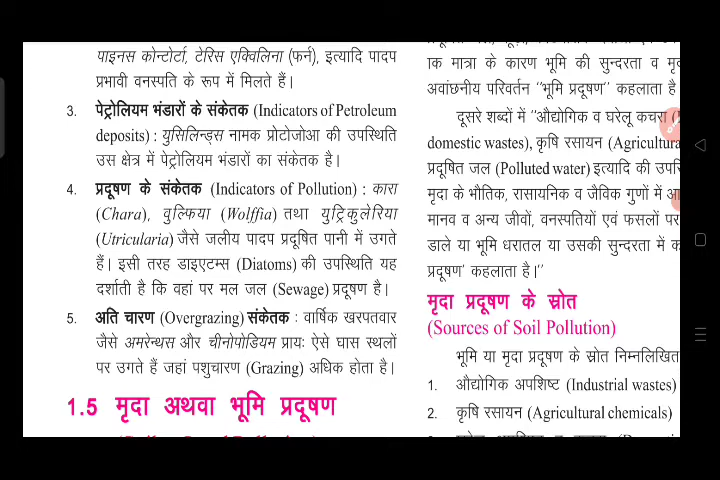 पाइनस कोन्टोर्टा, टेरिस एक्विलिना (फर्न), इत्यादि पादप
प्रभावी वनस्पति के रूप में मिलते हैं।
3. पेट्रोलियम भंडारों के संकेतक (Indicators of Petroleum
deposits) : युसिलिन्ड्स नामक प्रोटोजोआ की उपस्थिति
उस क्षेत्र में पेट्रोलियम भंडारों का संकेतक है।
4. प्रदूषण के संकेतक (Indicators of Pollution) : कारा
(Chara), वुल्फिया (Wolffia) तथा युट्रिकुलेरिया
(Utricularia) जैसे जलीय पादप प्रदूषित पानी में उगते
हैं। इसी तरह डाइएटम्स (Diatoms) की उपस्थिति यह
दर्शाती है कि वहां पर मल जल (Sewage) प्रदूषण है।
5. अति चारण (Overgrazing) संकेतक : वार्षिक खरपतवार
जैसे अमरेन्थस और चीनोपोडियम प्रायः ऐसे घास स्थलों
पर उगते हैं जहां पशुचारण (Grazing) अधिक होता है।
1.5 मृदा अथवा भूमि प्रदूषण
क मात्रा के कारण भूमि की सुन्दरता व मृद
अवांछनीय परिवर्तन "भूमि प्रदूषण" कहलाता है
दूसरे शब्दों में "औद्योगिक व घरेलू कचरा
domestic wastes), कृषि रसायन (Agricultura
प्रदूषित जल (Polluted water) इत्यादि की उपि
मृदा के भौतिक, रासायनिक व जैविक गुणों में
मानव व अन्य जीवों, वनस्पतियों एवं फसलों पर
डाले या भूमि धरातल या उसकी सुन्दरता में क
प्रदूषण' कहलाता है।"
मृदा प्रदूषण के स्रोत
(Sources of Soil Pollution)
भूमि या मृदा प्रदूषण के स्रोत निम्नलिखित
1. औद्योगिक अपशिष्ट (Industrial wastes)
2. कृषि रसायन (Agricultural chemicals)